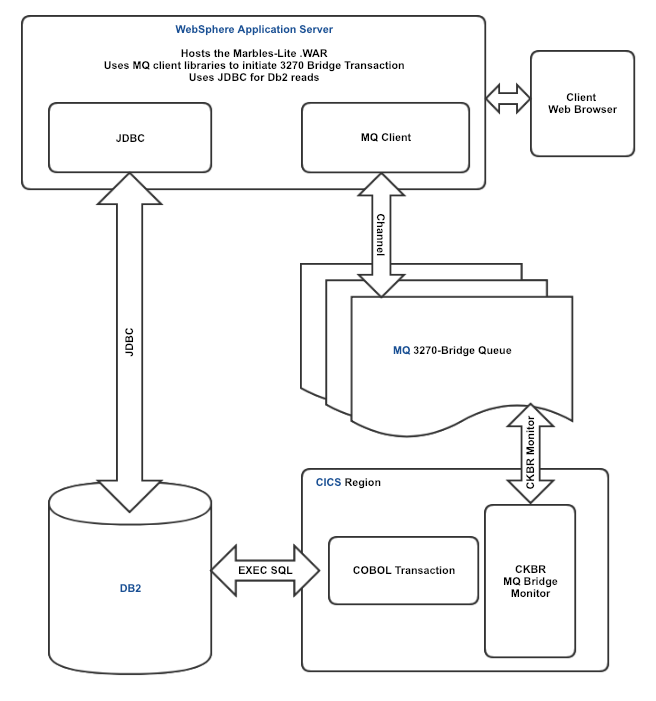 WebSphere Application Server
Hosts the Marbles-Lite .WAR
Uses MQ client libraries to initiate 3270 Bridge Transaction
Uses JDBC for Db2 reads
JDBC
MQ Client
Client
Web Browser
Channel
JDBC
MQ 3270-Bridge Queue
CKBR Monitor
CICS Region
DB2
EXEC SQL
COBOL Transaction
CKBR
MQ Bridge
Monitor